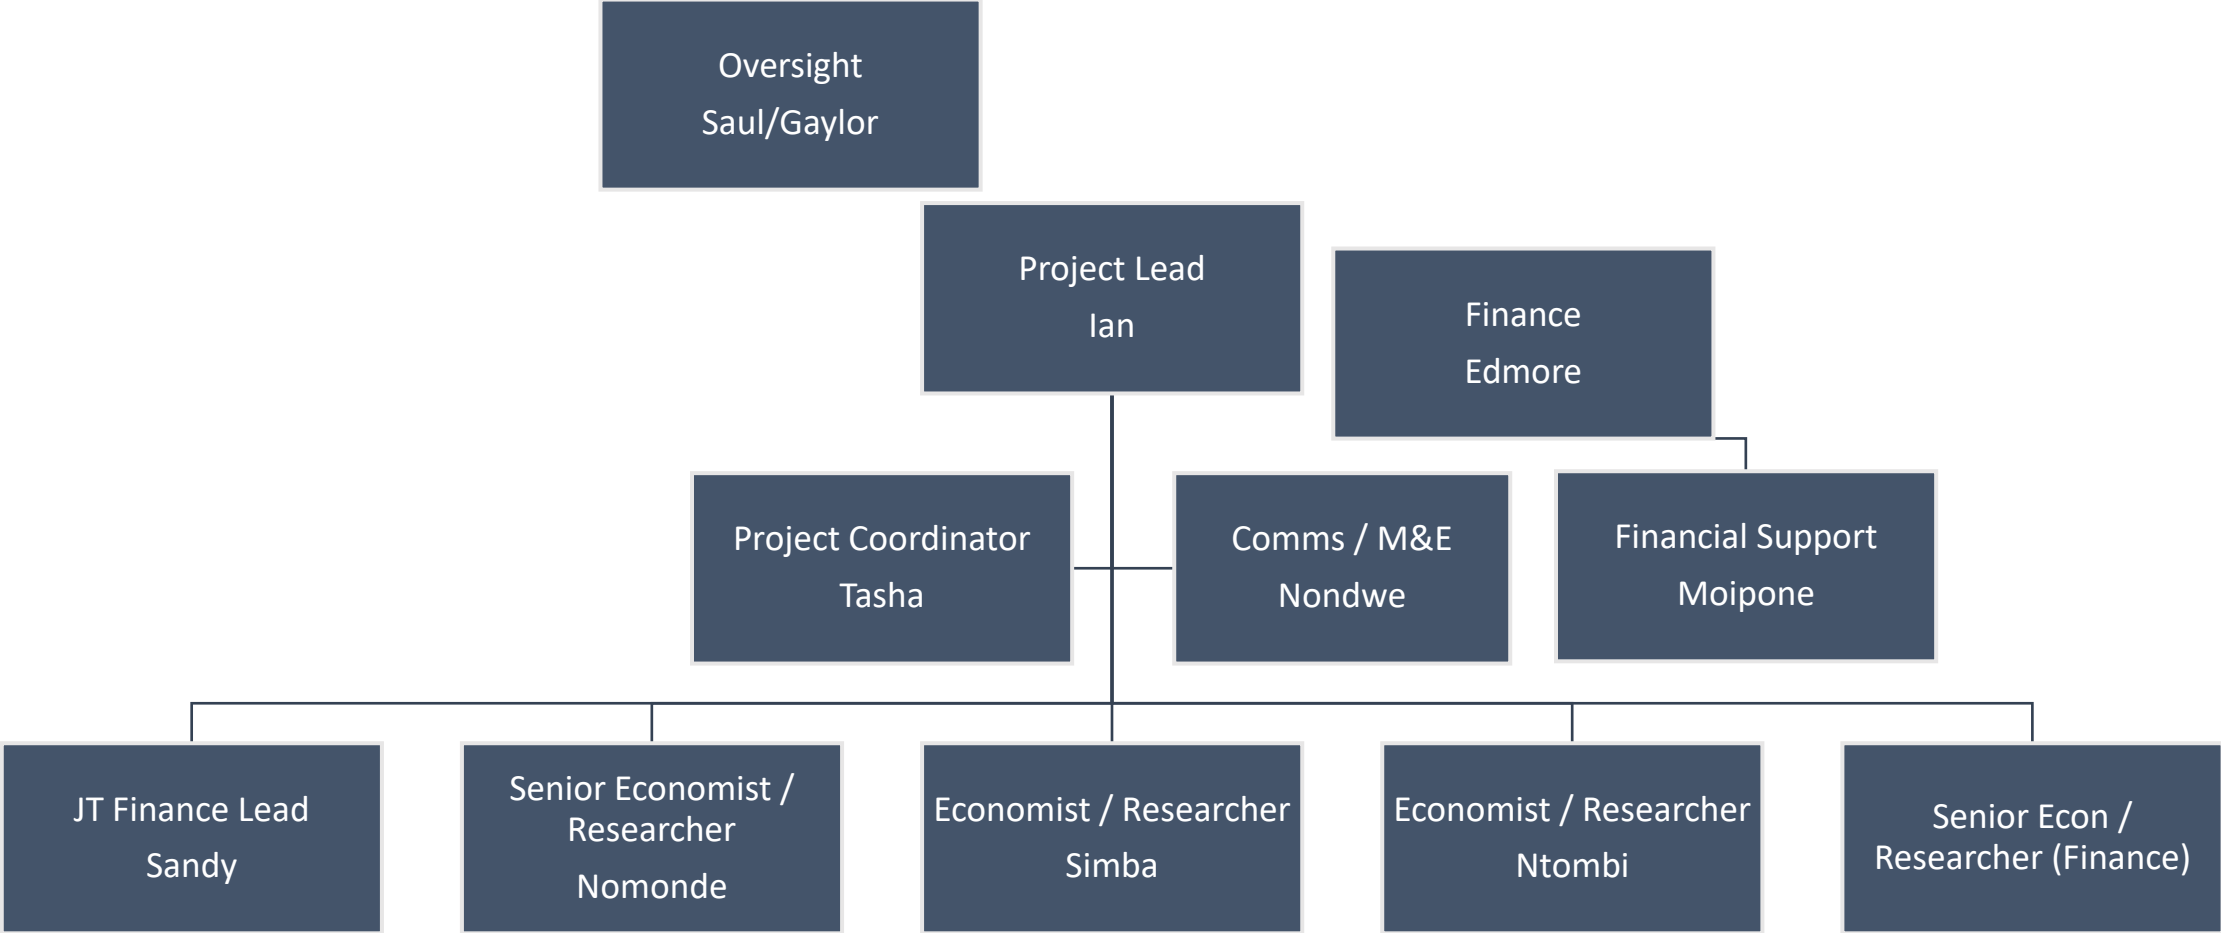 Oversight
Saul/Gaylor
Project Lead
Ian
Finance
Edmore
Project Coordinator
Tasha
Comms / M&E
Nondwe
Financial Support
Moipone
JT Finance Lead
Sandy
Senior Economist /
Researcher
Nomonde
Economist / Researcher
Simba
Economist / Researcher
Ntombi
Senior Econ /
Researcher (Finance)